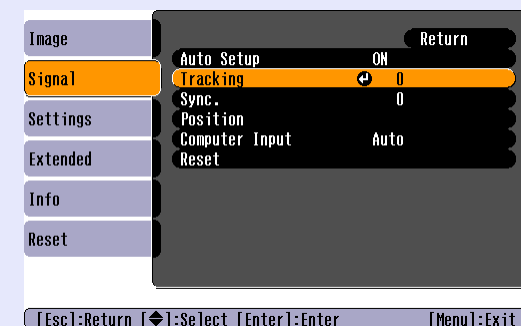 Image
Signal
Settings
Extended
Info
Reset
Return
Auto Setup ON
Tracking 0
Sync. 0
Position
Computer Input Auto
Reset
[Esc]:Return [◆]:Select [Enter]:Enter [Menu]:Exit